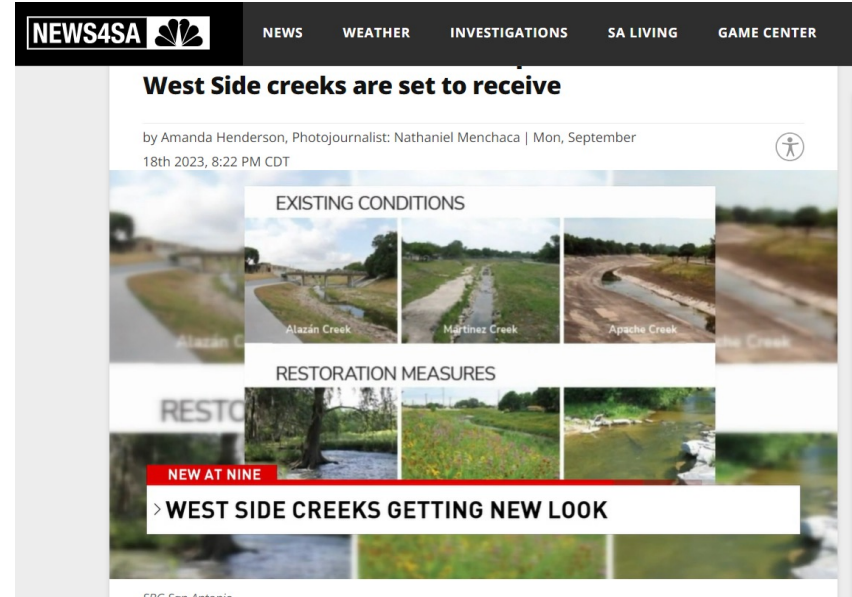 NEWS4SA
NEWS WEATHER INVESTIGATIONS SA LIVING GAME CENTER
West Side creeks are set to receive
by Amanda Henderson, Photojournalist: Nathaniel Menchaca | Mon, September
18th 2023, 8:22 PM CDT
EXISTING CONDITIONS
Alazán Creek
Martínez Creek
Apache Creek
RESTORATION MEASURES
NEW AT NINE
>WEST SIDE CREEKS GETTING NEW LOOK